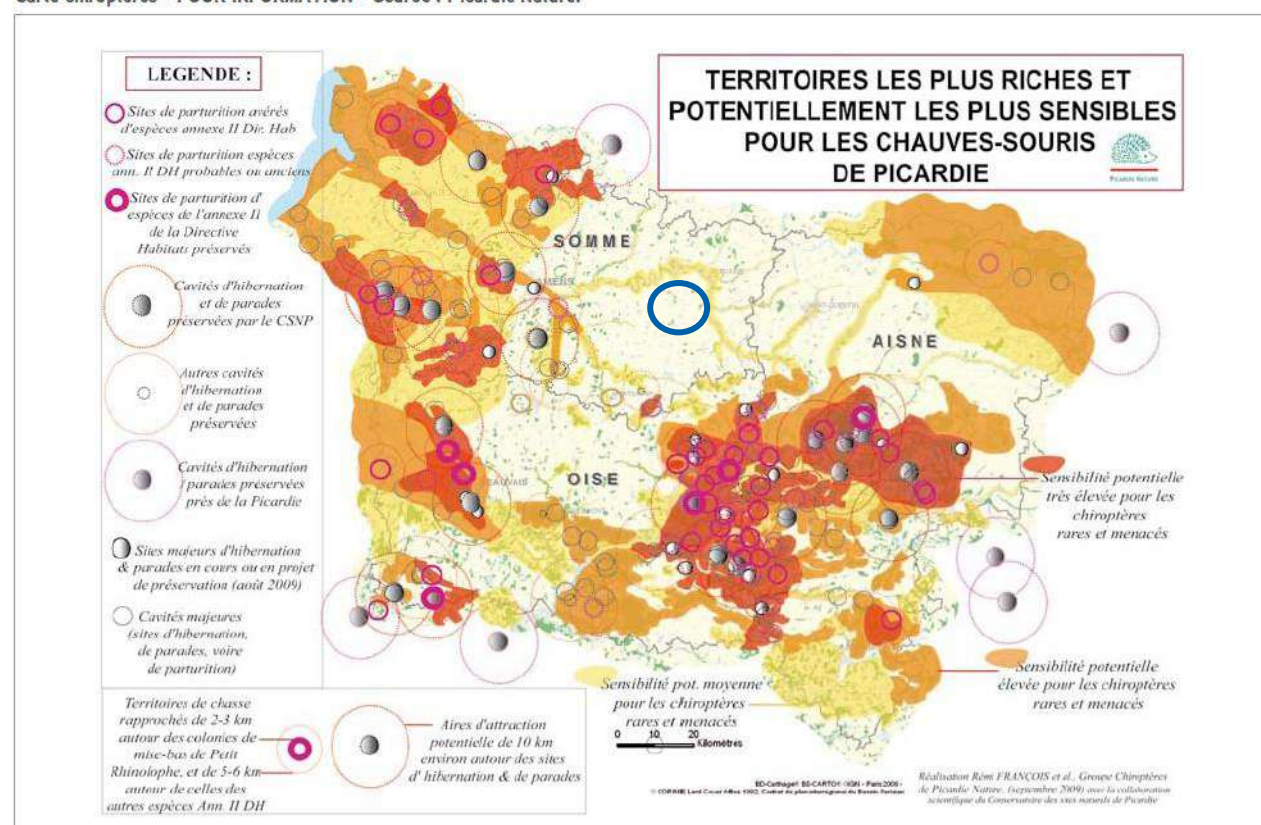 TERRITOIRES LES PLUS RICHES ET
POTENTIELLEMENT LES PLUS SENSIBLES
POUR LES CHAUVES-SOURIS
DE PICARDIE
PICARDIE NATURE
LEGENDE :
Sites de parturition avérés
d'espèces annexe II Dir. Hab
Sites de parturition espèces
ann. II DH probables ou anciens
Sites de parturition d'
espèces de l'annexe II
de la Directive
Habitats préservés
Cavités d'hibernation
et de parades
préservées par le CSNP
Autres cavités
d'hibernation
et de parades
préservées
Cavités d'hibernation
parades préservées
près de la Picardie
Sites majeurs d'hibernation
& parades en cours ou en projet
de préservation (août 2009)
Cavités majeures
(sites d'hibernation,
de parades, voire
de parturition)
SOMME
AISNE
OISE
Sensibilité potentielle
très élevée pour les
chiroptères
rares et menacés
Sensibilité pot. moyenne
pour les chiroptères
rares et menacés
Sensibilité potentielle
élevée pour les chiroptères
rares et menacés
0 10 20
Kilomètres
Territoires de chasse
rapprochés de 2-3 km
autour des colonies de
mise-bas de Petit
Rhinolophe, et de 5-6 km
autour de celles des
autres espèces Ann. II DH
Aires d'attraction
potentielle de 10 km
environ autour des sites
d' hibernation & de parades
Réalisation Rémi FRANÇOIS et al., Groupe Chiroptères
de Picardie Nature, (septembre 2009) avec la collaboration
scientifique du Conservatoire des sites naturels de Picardie